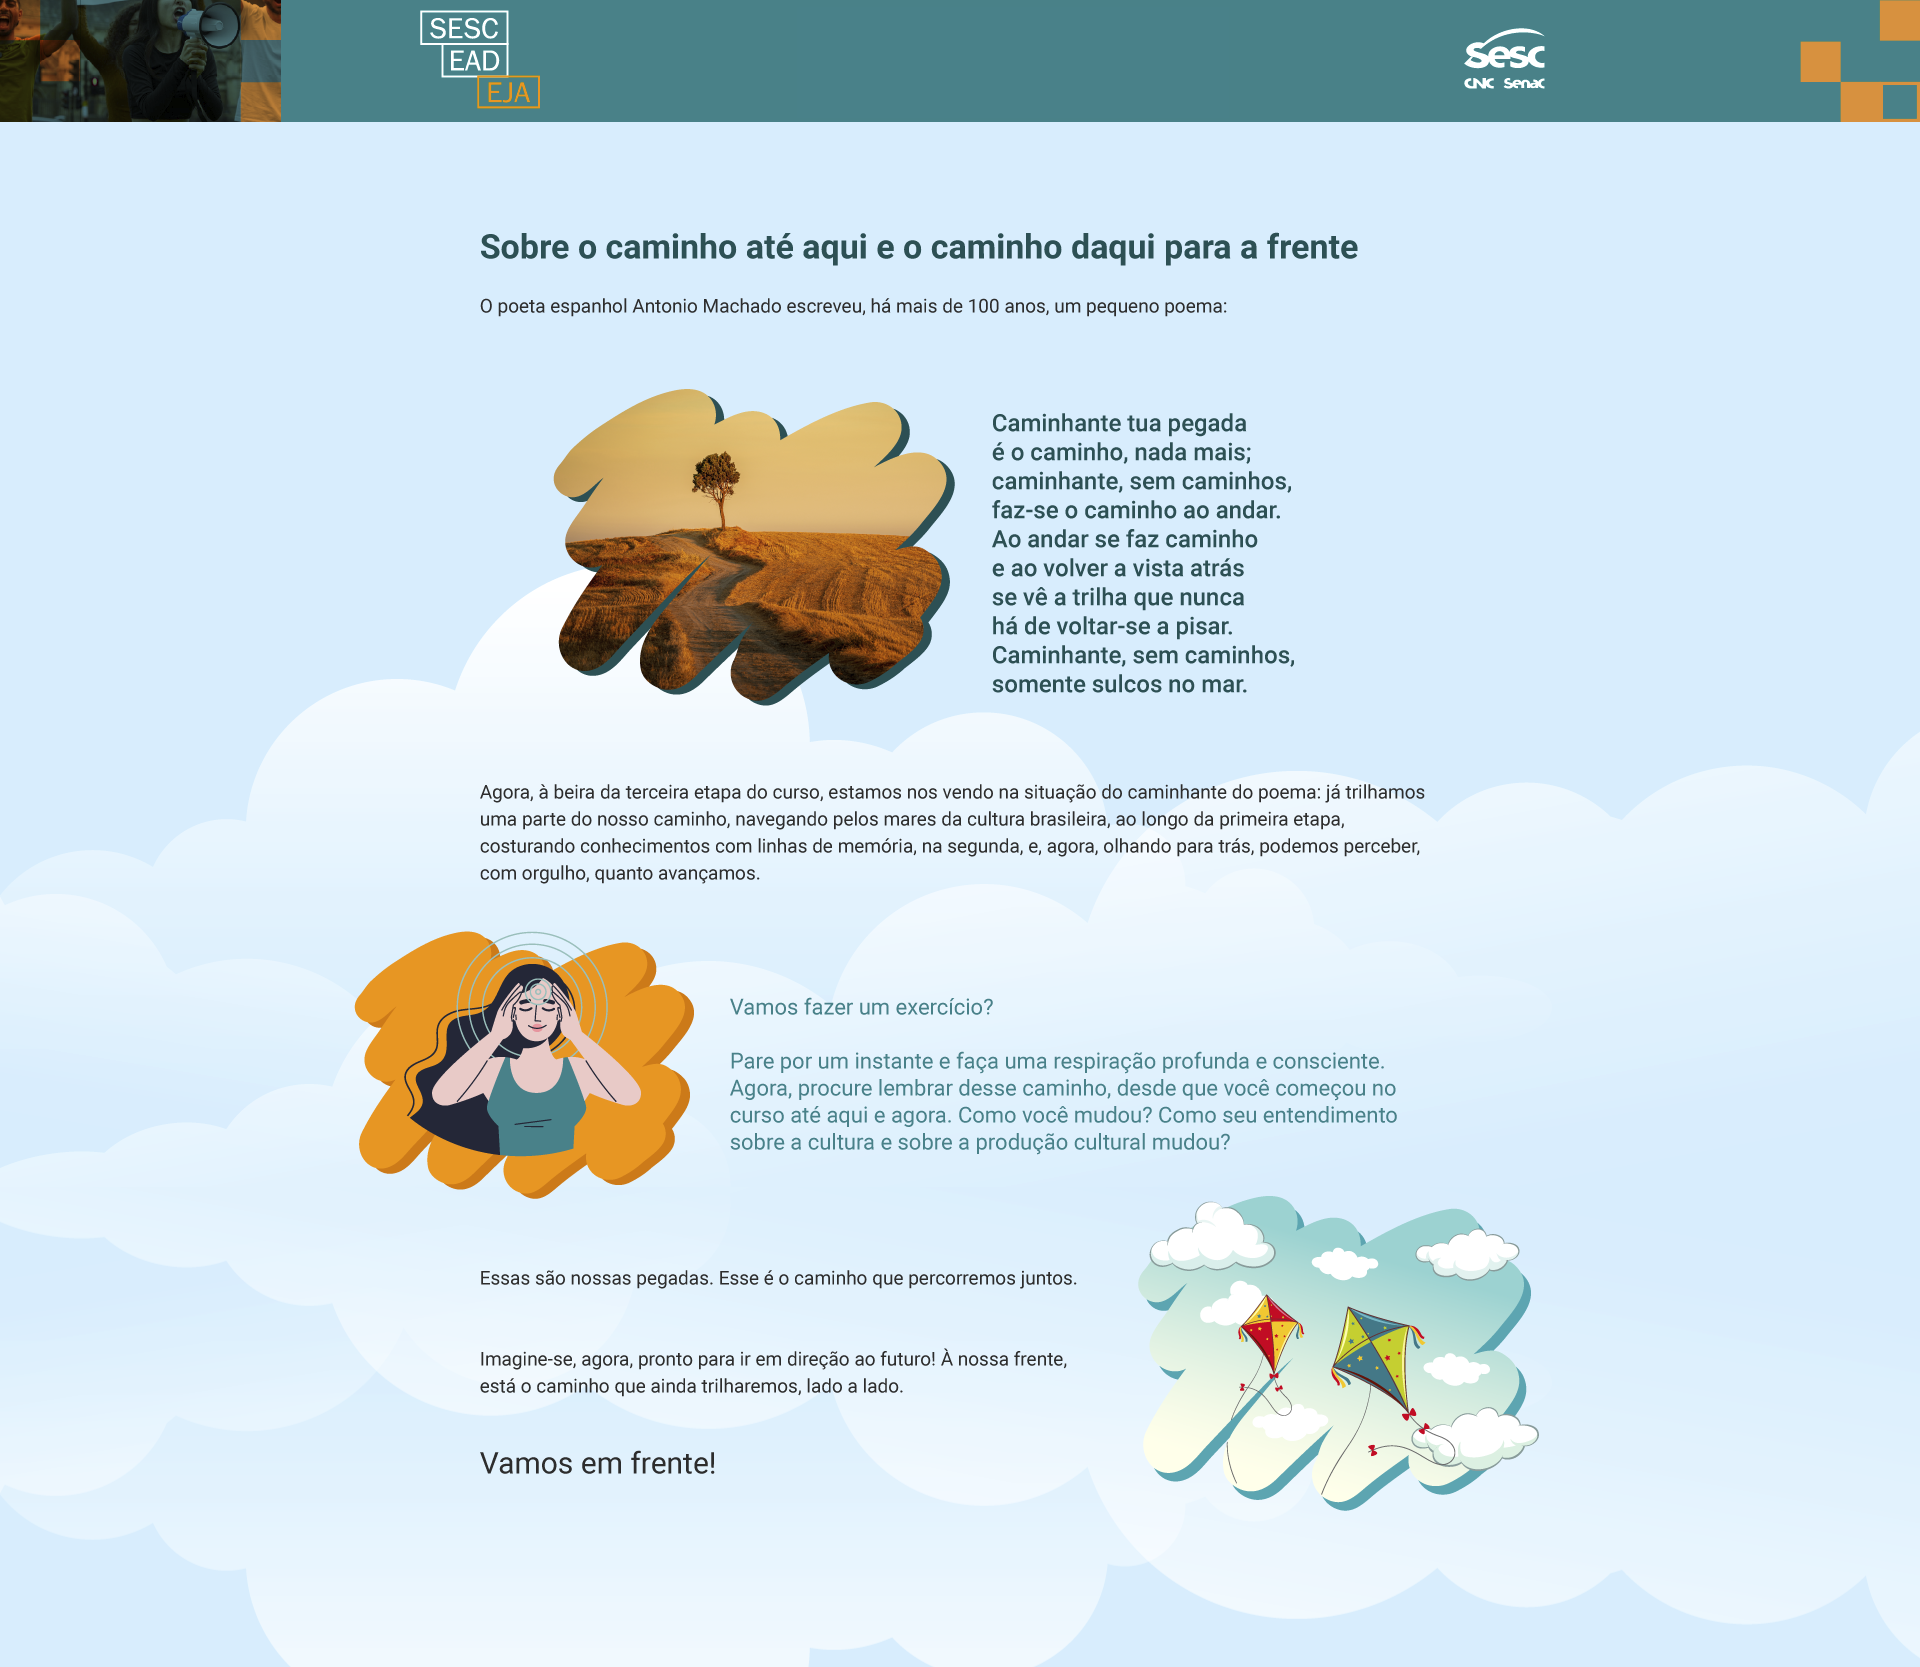 SESC
EAD
EJA
Sesc
CNC Senac
Sobre o caminho até aqui e o caminho daqui para a frente
O poeta espanhol Antonio Machado escreveu, há mais de 100 anos, um pequeno poema:
Caminhante tua pegada
é o caminho, nada mais;
caminhante, sem caminhos,
faz-se o caminho ao andar.
Ao andar se faz caminho
e ao volver a vista atrás
se vê a trilha que nunca
há de voltar-se a pisar.
Caminhante, sem caminhos,
somente sulcos no mar.
Agora, à beira da terceira etapa do curso, estamos nos vendo na situação do caminhante do poema: já trilhamos
uma parte do nosso caminho, navegando pelos mares da cultura brasileira, ao longo da primeira etapa,
costurando conhecimentos com linhas de memória, na segunda, e, agora, olhando para trás, podemos perceber,
com orgulho, quanto avançamos.
Vamos fazer um exercício?
Pare por um instante e faça uma respiração profunda e consciente.
Agora, procure lembrar desse caminho, desde que você começou no
curso até aqui e agora. Como você mudou? Como seu entendimento
sobre a cultura e sobre a produção cultural mudou?
Essas são nossas pegadas. Esse é o caminho que percorremos juntos.
Imagine-se, agora, pronto para ir em direção ao futuro! À nossa frente,
está o caminho que ainda trilharemos, lado a lado.
Vamos em frente!